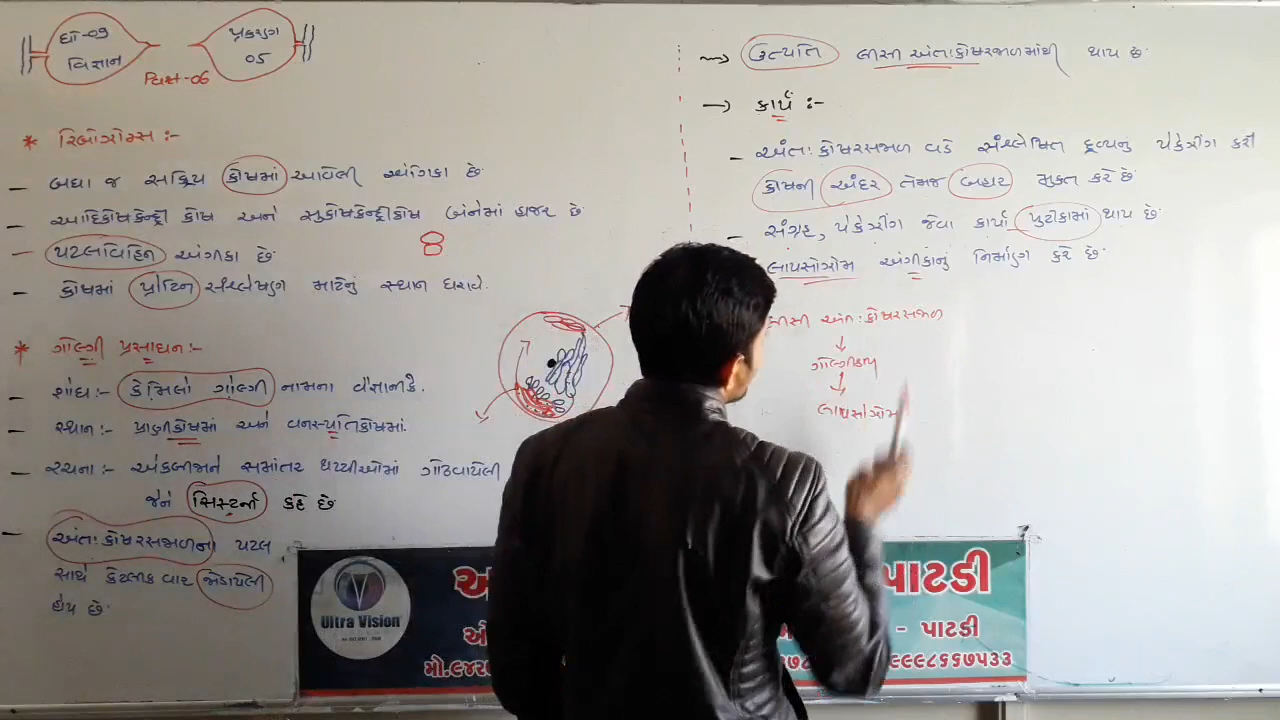 ધો-09
વિજ્ઞાન
પ્રકરણ
05
* રિબોઝોમ્સ :-
- બધા જ સક્રિય કોષમાં આવેલી અંગિકા છે
- આદિકોષકેન્દ્રી કોષ અને સુકોષકેન્દ્રીકોષ બંનેમાં હાજર છે
- પટલવિહિન અંગીકા છે
8
- કોષમાં પ્રોટિન સંશ્લેષણ માટેનું સ્થાન ધરાવે.
* ગોલ્ગી પ્રસાધન:-
- શોધ:- કેમિલો ગોલ્ગી નામના વૈજ્ઞાનીકે.
- સ્થાન:- પ્રાણીકોષમાં અને વનસ્પતિકોષમાં.
- રચના:- એકબીજાને સમાંતર થપ્પીઓમાં ગોઠવાયેલી
જેને સિસ્ટર્ની કહે છે
- અંતઃકોષરસજાળના પટલ
સાથે કેટલીક વાર જોડાયેલી
હોય છે
→ ઉત્પતિ લીસી અંતઃકોષરસજાળમાંથી થાય છે
→ કાર્ય :-
- અંતઃકોષરસજાળ વડે સંશ્લેષિત દ્રવ્યનું પેકેજીંગ કરી
કોષની અંદર તેમજ બહાર મુક્ત કરે છે
- સંગ્રહ, પેકેજીંગ જેવા કાર્યો પુટીકામાં થાય છે
લાયસોઝોમ અંગીકાનું નિર્માણ કરે છે
લીસી અંતઃકોષરસજાળ
↓
ગોલ્ગીકાય
↓
લાયસોઝોમ
Ultra Vision
અ
પાટડી
- પાટડી
૯૯૯૮૬૬૭૫૩૩